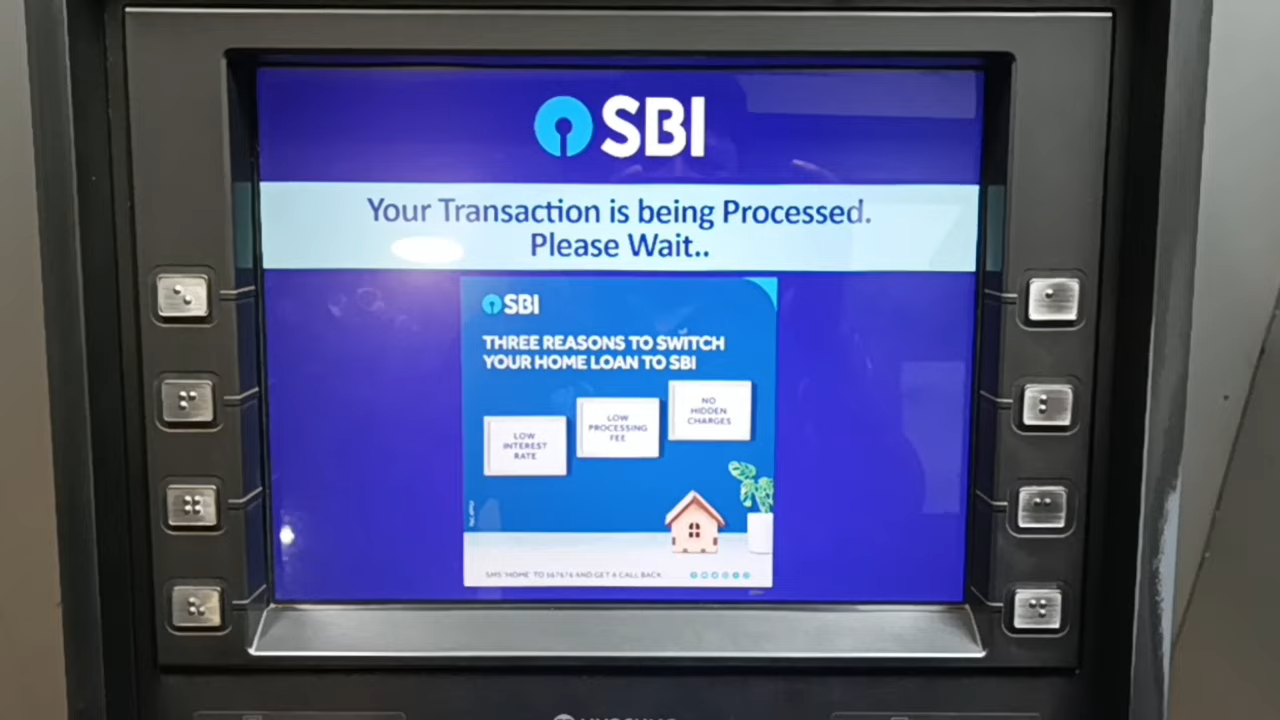 SBI
Your Transaction is being Processed.
Please Wait..
SBI
THREE REASONS TO SWITCH
YOUR HOME LOAN TO SBI
LOW
INTEREST
RATE
LOW
PROCESSING
FEE
NO
HIDDEN
CHARGES
SMS 'HOME' TO 567676 AND GET A CALL BACK